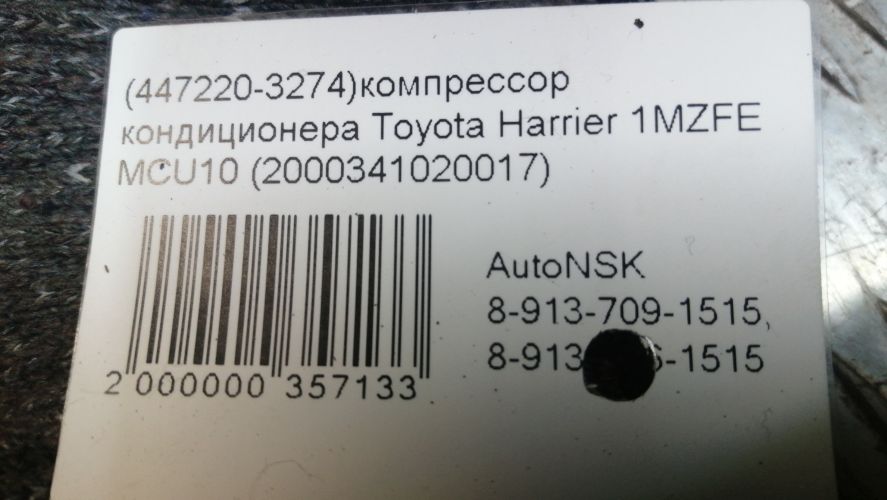 (447220-3274)компрессор
кондиционера Toyota Harrier 1MZFE
MCU10 (2000341020017)
AutoNSK
8-913-709-1515,
2 000000 357133